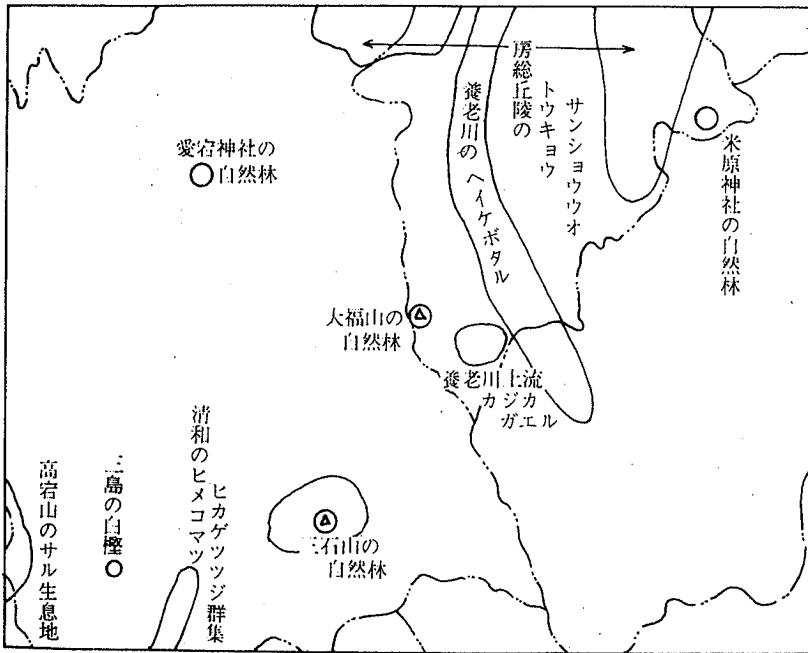 房総丘陵の
トウキョウ
サンショウウオ
養老川のヘイケボタル
米原神社の自然林
愛宕神社の
自然林
大福山の
自然林
養老川上流
カジカ
ガエル
三石山の
自然林
ヒカゲツツジ群集
清和のヒメコマツ
三島の白樫
高宕山のサル生息地